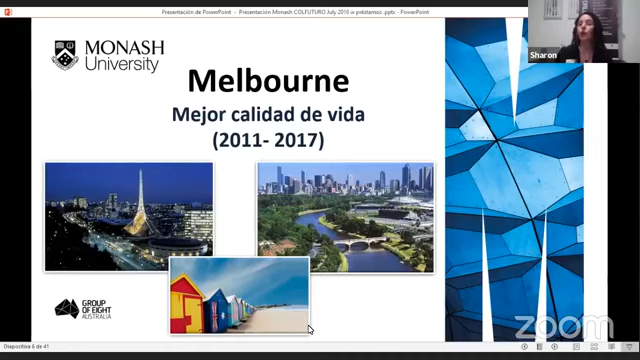 Presentación de PowerPoint - Presentación Monash COLFUTURO July 2018 w préstamos .pptx - PowerPoint
Sharon
MONASH
University
Melbourne
Mejor calidad de vida
(2011- 2017)
GROUP
OF EIGHT
AUSTRALIA
zoom
Diapositiva 6 de 41